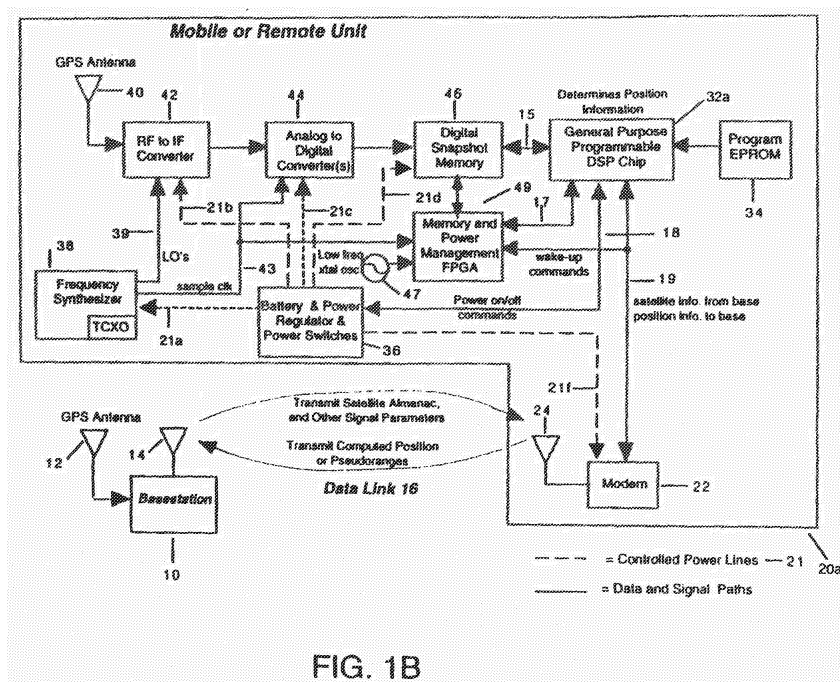 Mobile or Remote Unit
GPS Antenna
40
42
44
46
15
Determines Position
Information
32a
RF to IF
Converter
Analog to
Digital
Converter(s)
Digital
Snapshot
Memory
General Purpose
Programmable
DSP Chip
Program
EPROM
34
21b
21c
21d
49
17
18
39
38
LO's
43
Low freq
xtal osc
47
Memory and
Power
Management
FPGA
wake-up
commands
19
Frequency
Synthesizer
TCXO
sample clk
21a
Battery & Power
Regulator &
Power Switches
36
Power on/off
commands
satellite info. from base
position info. to base
21f
GPS Antenna
12
14
Transmit Satellite Almanac,
and Other Signal Parameters
Transmit Computed Position
or Pseudoranges
24
Data Link 16
Basestation
10
Modem
22
20a
= Controlled Power Lines
21
= Data and Signal Paths
FIG. 1B